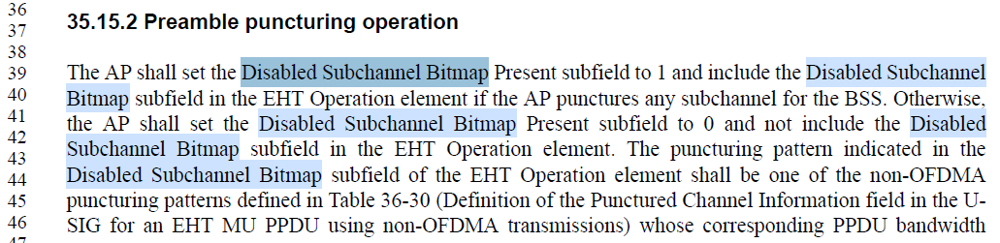 36
37
38
39
40
41
42
43
44
45
46
35.15.2 Preamble puncturing operation
The AP shall set the Disabled Subchannel Bitmap Present subfield to 1 and include the Disabled Subchannel
Bitmap subfield in the EHT Operation element if the AP punctures any subchannel for the BSS. Otherwise,
the AP shall set the Disabled Subchannel Bitmap Present subfield to 0 and not include the Disabled
Subchannel Bitmap subfield in the EHT Operation element. The puncturing pattern indicated in the
Disabled Subchannel Bitmap subfield of the EHT Operation element shall be one of the non-OFDMA
puncturing patterns defined in Table 36-30 (Definition of the Punctured Channel Information field in the U-
SIG for an EHT MU PPDU using non-OFDMA transmissions) whose corresponding PPDU bandwidth